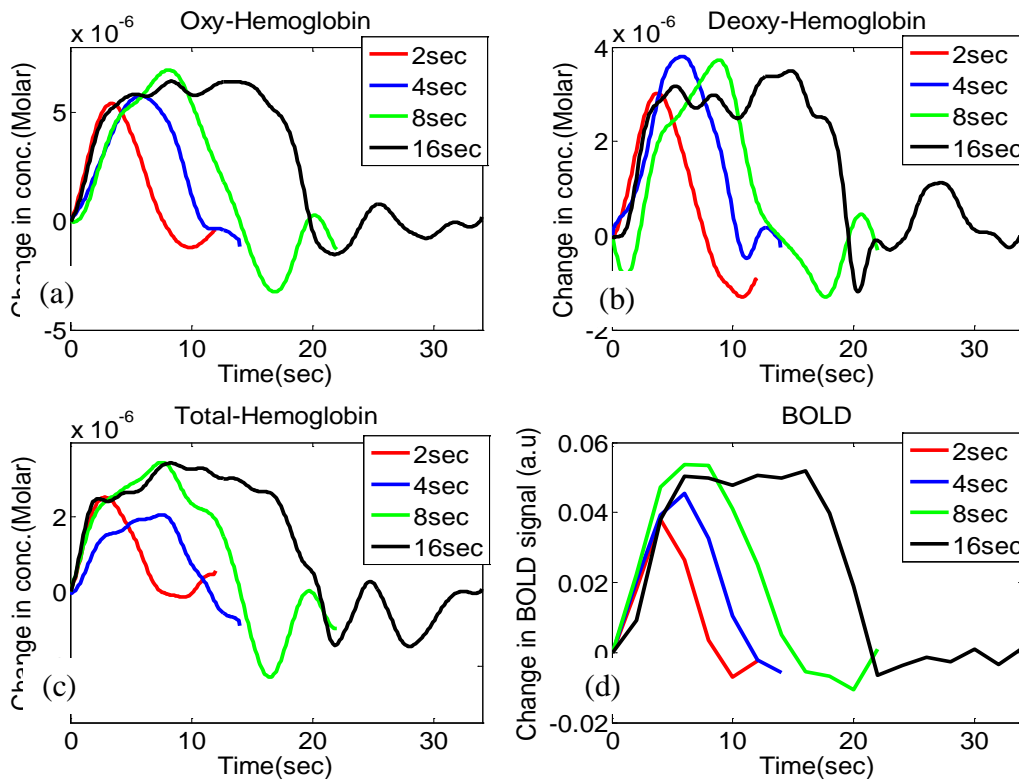 Oxy-Hemoglobin
x 10^-6
Change in conc.(Molar)
5
0
-5
0 10 20 30
Time(sec)
2sec
4sec
8sec
16sec
(a)
Deoxy-Hemoglobin
x 10^-6
Change in conc.(Molar)
4
2
0
-2
0 10 20 30
Time(sec)
2sec
4sec
8sec
16sec
(b)
Total-Hemoglobin
x 10^-6
Change in conc.(Molar)
2
0
0 10 20 30
Time(sec)
2sec
4sec
8sec
16sec
(c)
BOLD
Change in BOLD signal (a.u)
0.06
0.04
0.02
0
-0.02
0 10 20 30
Time(sec)
2sec
4sec
8sec
16sec
(d)